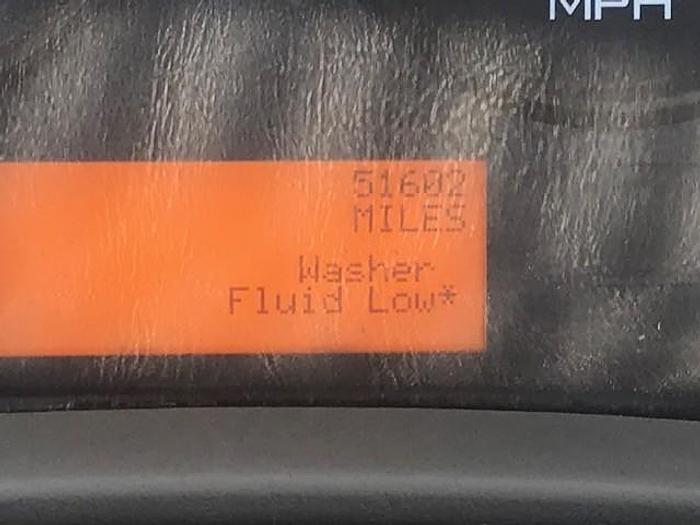 MPH
51602
MILES
Washer
Fluid Low*